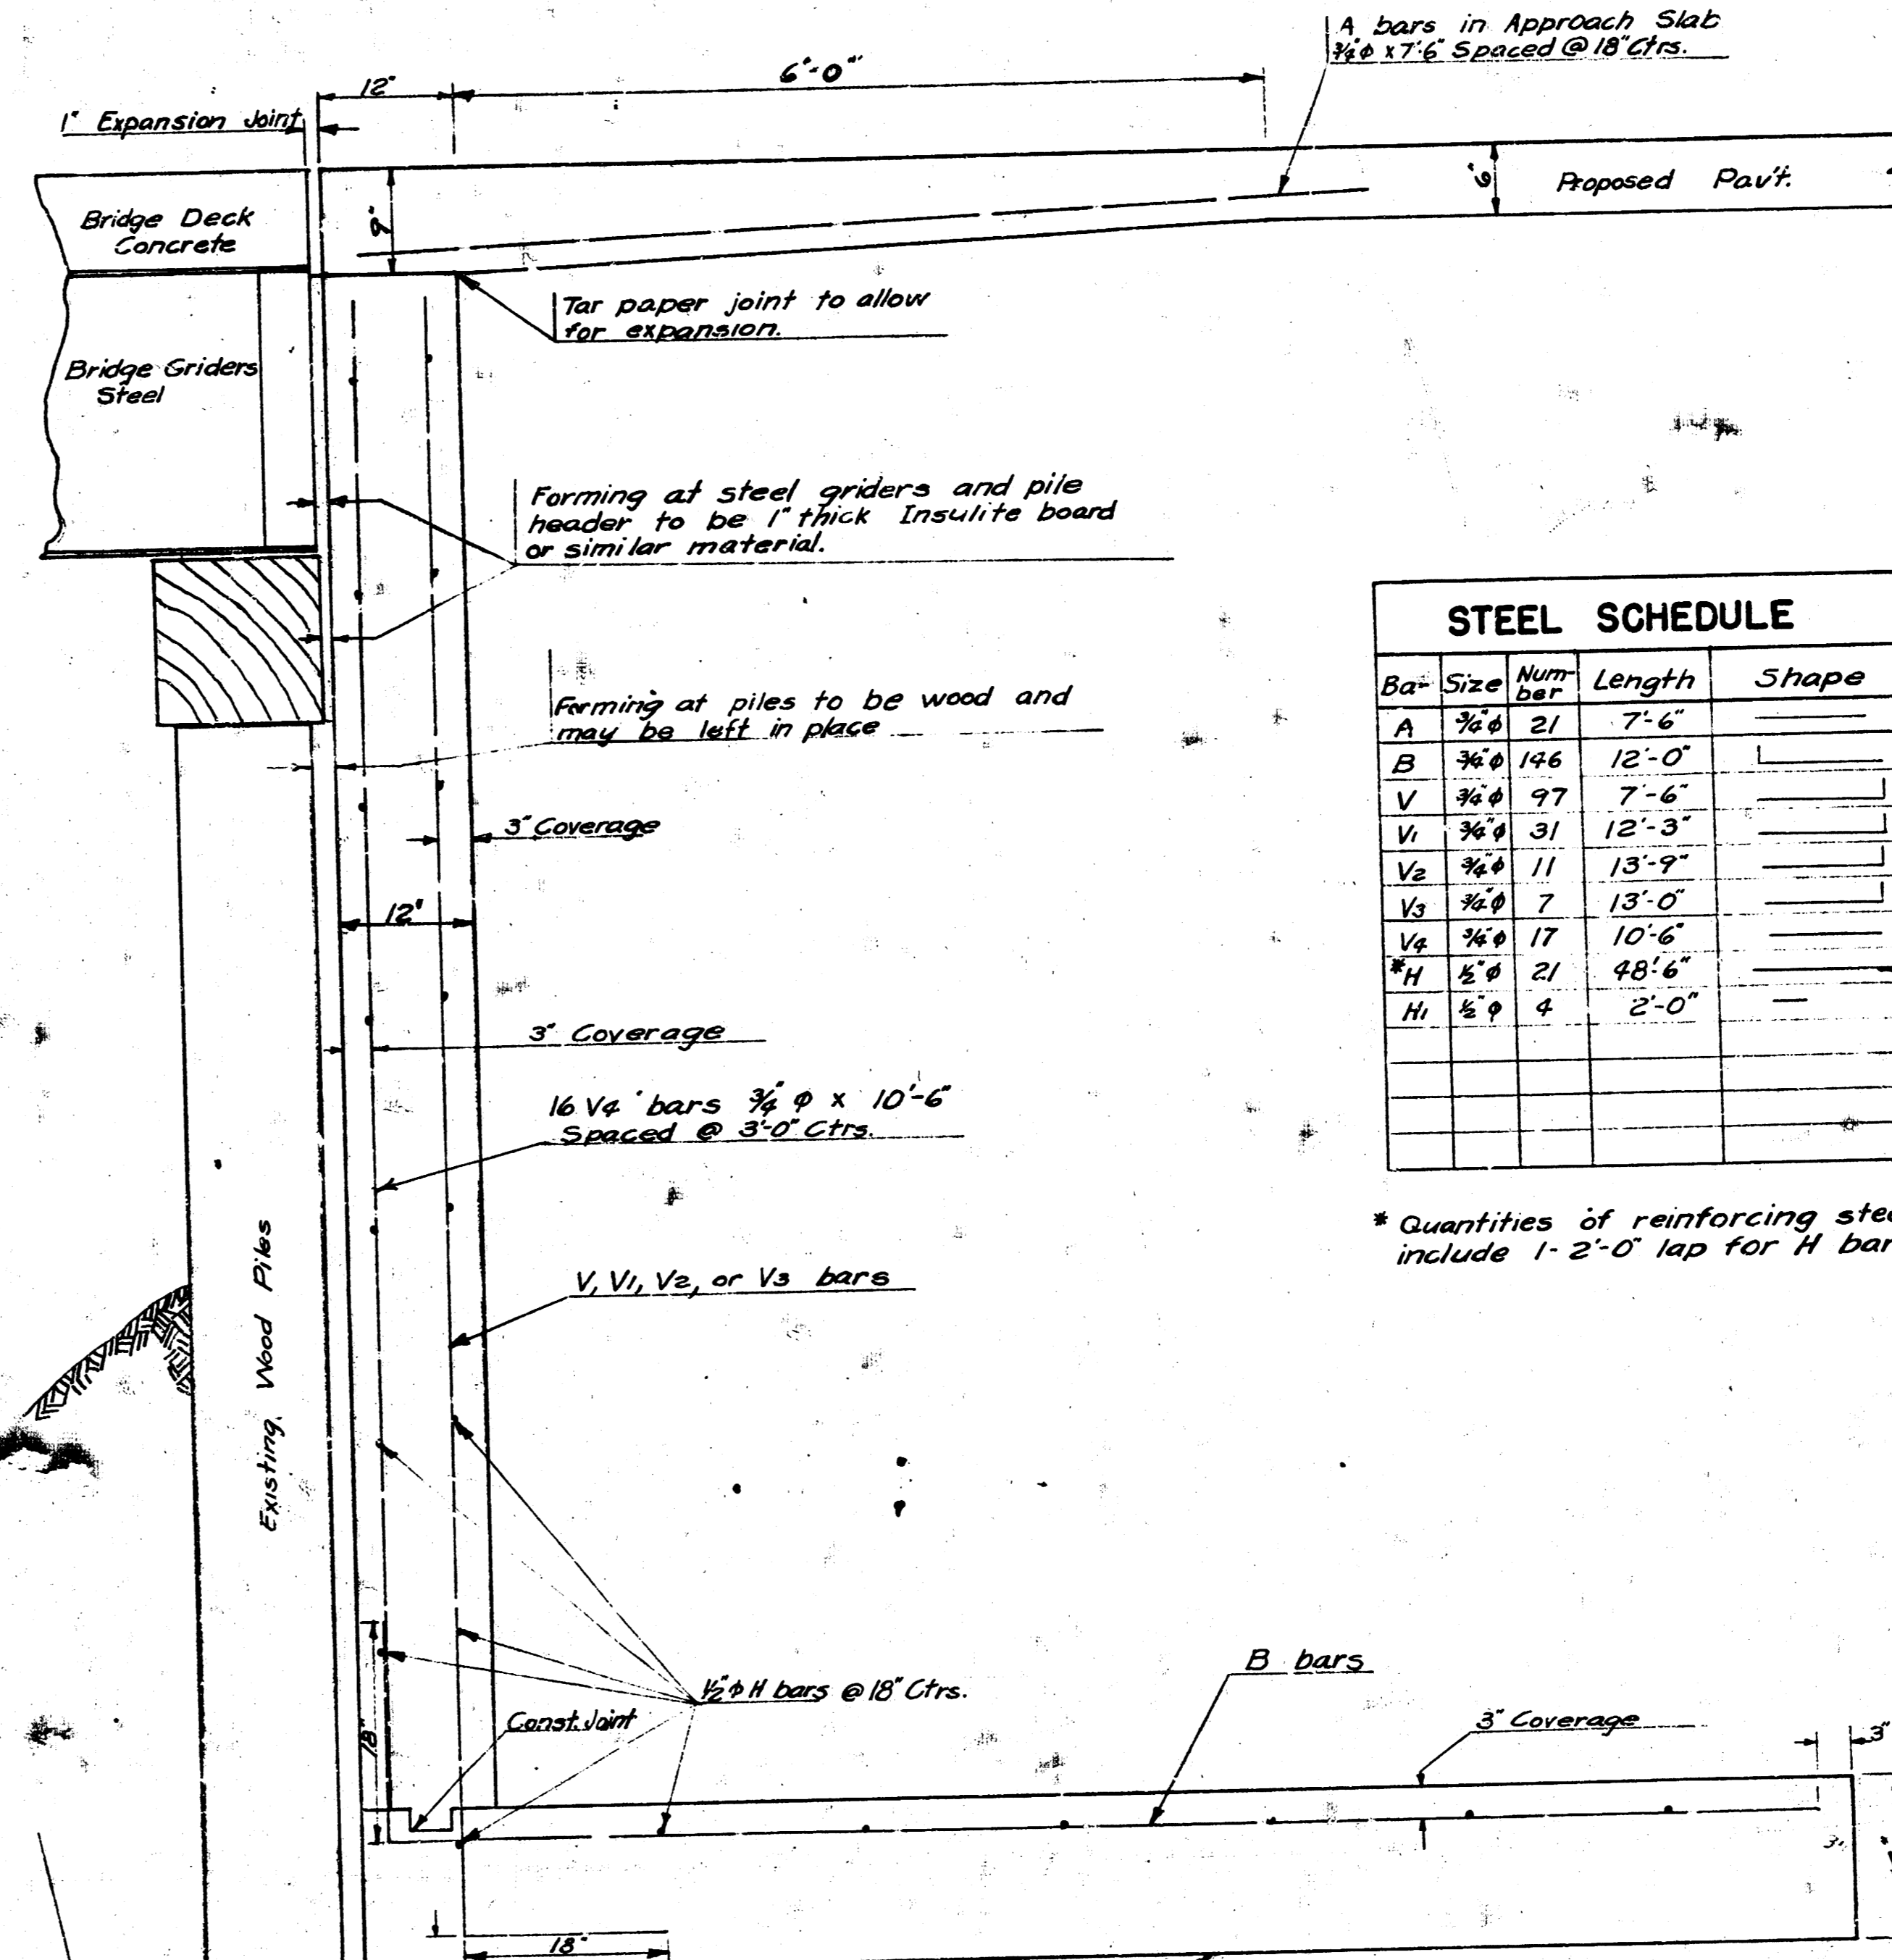 A bars in Approach Slab
3/4"ϕ x 7'-6" Spaced @ 18" Ctrs.
12"
6'-0"
1" Expansion Joint
Bridge Deck
Concrete
9"
6"
Proposed Pav't.
Tar paper joint to allow
for expansion.
Bridge Griders
Steel
Forming at steel griders and pile
header to be 1" thick Insulite board
or similar material.
Forming at piles to be wood and
may be left in place
3" Coverage
12"
3" Coverage
16 V4 bars 3/4" ϕ x 10'-6"
Spaced @ 3'-0" Ctrs.
V, V1, V2, or V3 bars
Existing Wood Piles
1/2"ϕ H bars @ 18" Ctrs.
Const. Joint
18"
B bars
3" Coverage
3"
18"
STEEL SCHEDULE
Bar Size Num-ber Length Shape
A 3/4"ϕ 21 7'-6"
B 3/4"ϕ 146 12'-0"
V 3/4"ϕ 97 7'-6"
V1 3/4"ϕ 31 12'-3"
V2 3/4"ϕ 11 13'-9"
V3 3/4"ϕ 7 13'-0"
V4 3/4"ϕ 17 10'-6"
*H 1/2"ϕ 21 48'-6"
H1 1/2"ϕ 4 2'-0"
* Quantities of reinforcing stee
include 1- 2'-0" lap for H bar